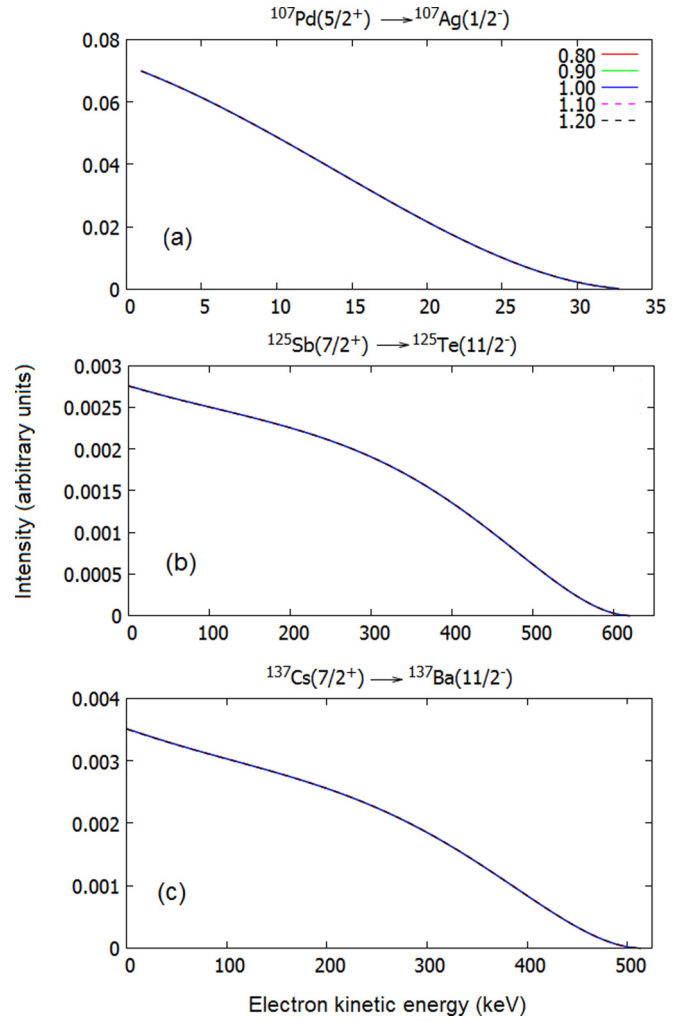 ¹⁰⁷Pd(5/2⁺) ⟶ ¹⁰⁷Ag(1/2⁻)
0.08
0.06
0.04
0.02
0
0.80
0.90
1.00
1.10
1.20
(a)
0 5 10 15 20 25 30 35
¹²⁵Sb(7/2⁺) ⟶ ¹²⁵Te(11/2⁻)
0.003
0.0025
0.002
0.0015
0.001
0.0005
0
(b)
0 100 200 300 400 500 600
Intensity (arbitrary units)
¹³⁷Cs(7/2⁺) ⟶ ¹³⁷Ba(11/2⁻)
0.004
0.003
0.002
0.001
0
(c)
0 100 200 300 400 500
Electron kinetic energy (keV)